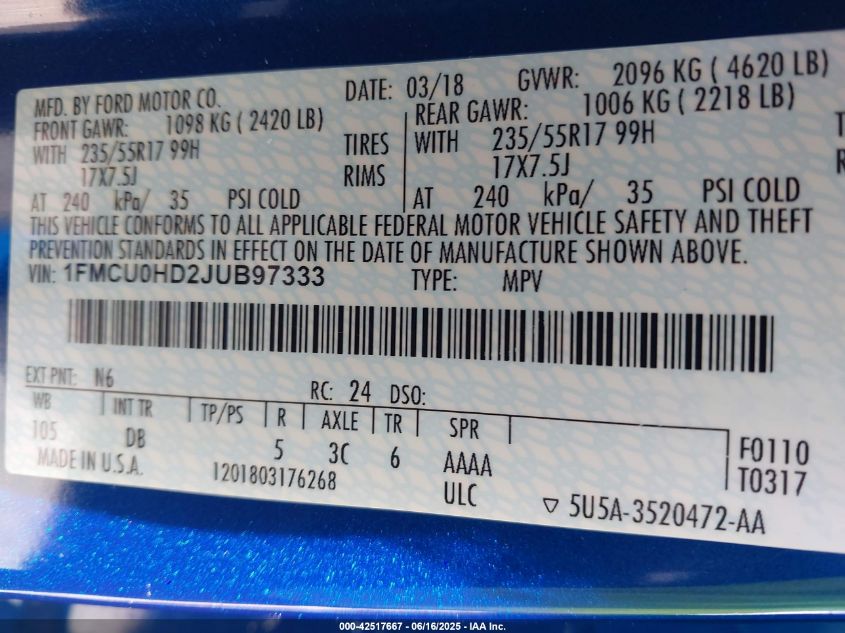 MFD. BY FORD MOTOR CO. DATE: 03/18 GVWR: 2096 KG ( 4620 LB)
FRONT GAWR: 1098 KG ( 2420 LB) REAR GAWR: 1006 KG ( 2218 LB)
WITH 235/55R17 99H TIRES WITH 235/55R17 99H
17X7.5J RIMS 17X7.5J
AT 240 kPa/ 35 PSI COLD AT 240 kPa/ 35 PSI COLD
THIS VEHICLE CONFORMS TO ALL APPLICABLE FEDERAL MOTOR VEHICLE SAFETY AND THEFT
PREVENTION STANDARDS IN EFFECT ON THE DATE OF MANUFACTURE SHOWN ABOVE.
VIN: 1FMCU0HD2JUB97333 TYPE: MPV
EXT PNT: N6 RC: 24 DSO:
WB INT TR TP/PS R AXLE TR SPR
105 DB 5 3C 6 AAAA F0110
MADE IN U.S.A. 1201803176268 ULC T0317
5U5A-3520472-AA
000-42517667 - 06/16/2025 - IAA Inc.